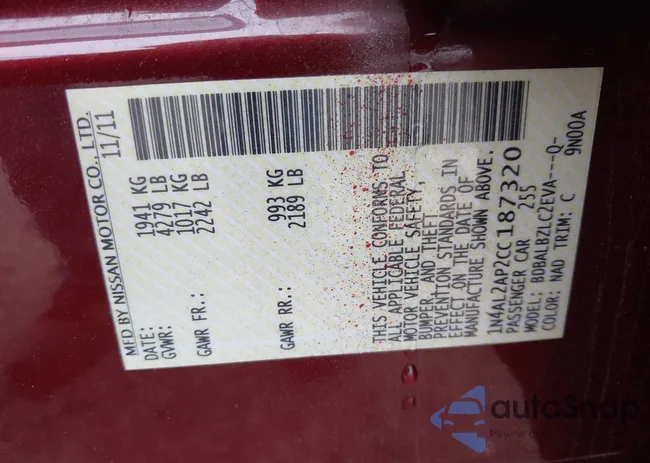 MFD BY NISSAN MOTOR CO., LTD.
DATE: 11/11
GVWR: 1941 KG
4279 LB
GAWR FR.: 1017 KG
2242 LB
GAWR RR.: 993 KG
2189 LB
THIS VEHICLE CONFORMS TO
ALL APPLICABLE FEDERAL
MOTOR VEHICLE SAFETY,
BUMPER, AND THEFT
PREVENTION STANDARDS IN
EFFECT ON THE DATE OF
MANUFACTURE SHOWN ABOVE.
1N4AL2AP2CC187320
PASSENGER CAR 255
MODEL: BDBALBZLC2EVA---Q-
COLOR: NAD TRIM: C 9N00A
autoSnap
Pewne auto